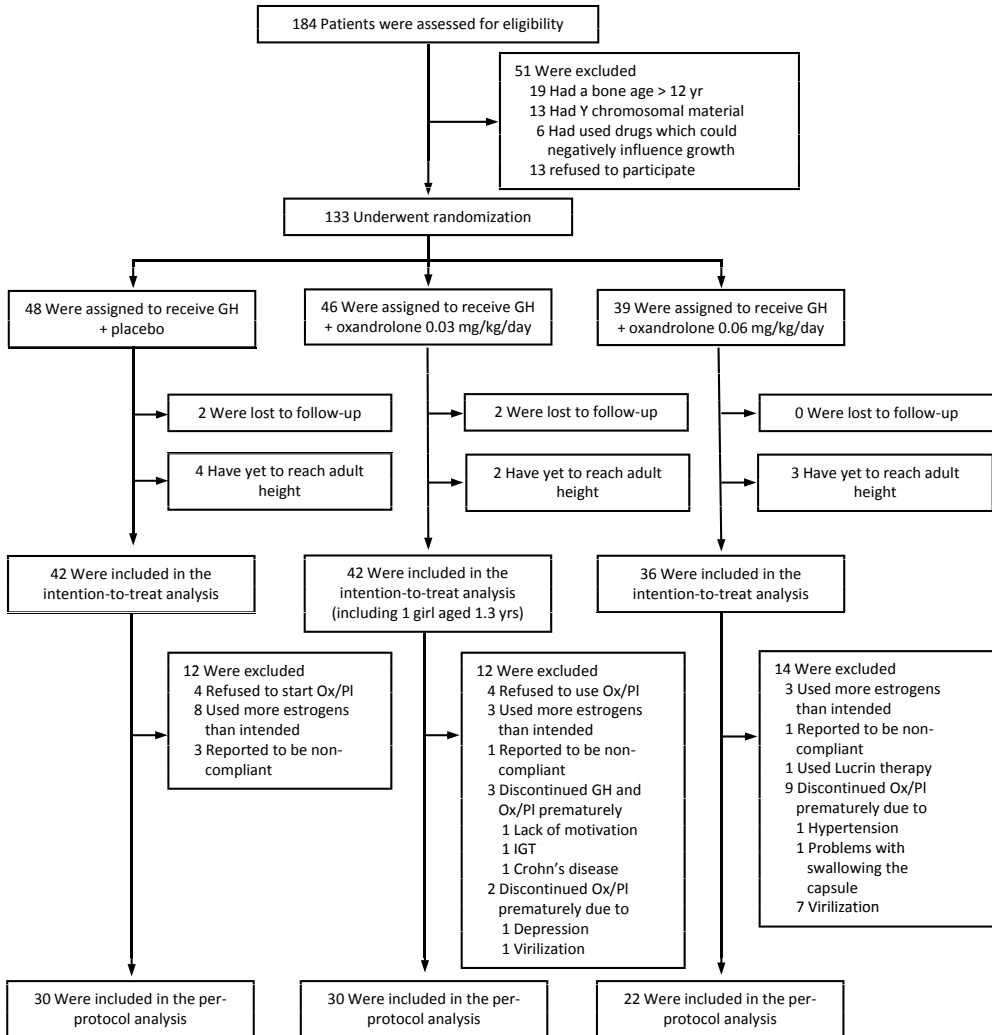 184 Patients were assessed for eligibility
51 Were excluded
19 Had a bone age > 12 yr
13 Had Y chromosomal material
6 Had used drugs which could
negatively influence growth
13 refused to participate
133 Underwent randomization
48 Were assigned to receive GH
+ placebo
46 Were assigned to receive GH
+ oxandrolone 0.03 mg/kg/day
39 Were assigned to receive GH
+ oxandrolone 0.06 mg/kg/day
2 Were lost to follow-up
2 Were lost to follow-up
0 Were lost to follow-up
4 Have yet to reach adult
height
2 Have yet to reach adult
height
3 Have yet to reach adult
height
42 Were included in the
intention-to-treat analysis
42 Were included in the
intention-to-treat analysis
(including 1 girl aged 1.3 yrs)
36 Were included in the
intention-to-treat analysis
12 Were excluded
4 Refused to start Ox/Pl
8 Used more estrogens
than intended
3 Reported to be non-
compliant
12 Were excluded
4 Refused to use Ox/Pl
3 Used more estrogens
than intended
1 Reported to be non-
compliant
3 Discontinued GH and
Ox/Pl prematurely
1 Lack of motivation
1 IGT
1 Crohn's disease
2 Discontinued Ox/Pl
prematurely due to
1 Depression
1 Virilization
14 Were excluded
3 Used more estrogens
than intended
1 Reported to be non-
compliant
1 Used Lucrin therapy
9 Discontinued Ox/Pl
prematurely due to
1 Hypertension
1 Problems with
swallowing the
capsule
7 Virilization
30 Were included in the per-
protocol analysis
30 Were included in the per-
protocol analysis
22 Were included in the per-
protocol analysis